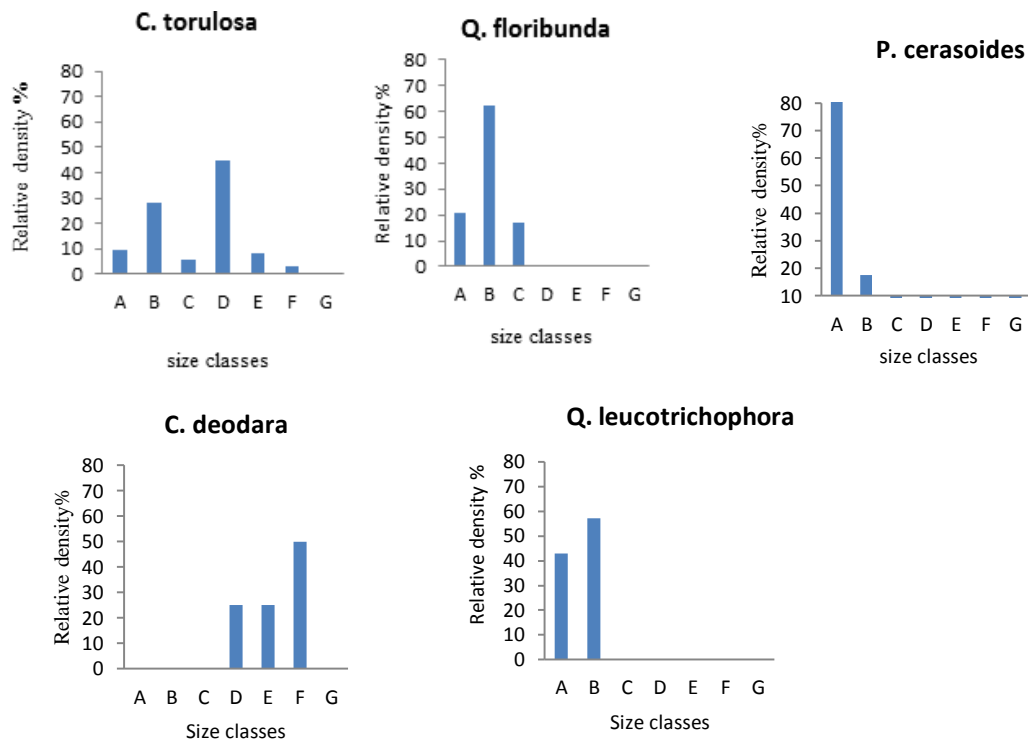 C. torulosa
Relative density %
80
70
60
50
40
30
20
10
0
A B C D E F G
size classes
Q. floribunda
Relative density%
80
70
60
50
40
30
20
10
0
A B C D E F G
size classes
P. cerasoides
Relative density%
80
70
60
50
40
30
20
10
A B C D E F G
size classes
C. deodara
Relative density%
80
70
60
50
40
30
20
10
0
A B C D E F G
Size classes
Q. leucotrichophora
Relative density %
80
70
60
50
40
30
20
10
0
A B C D E F G
Size classes